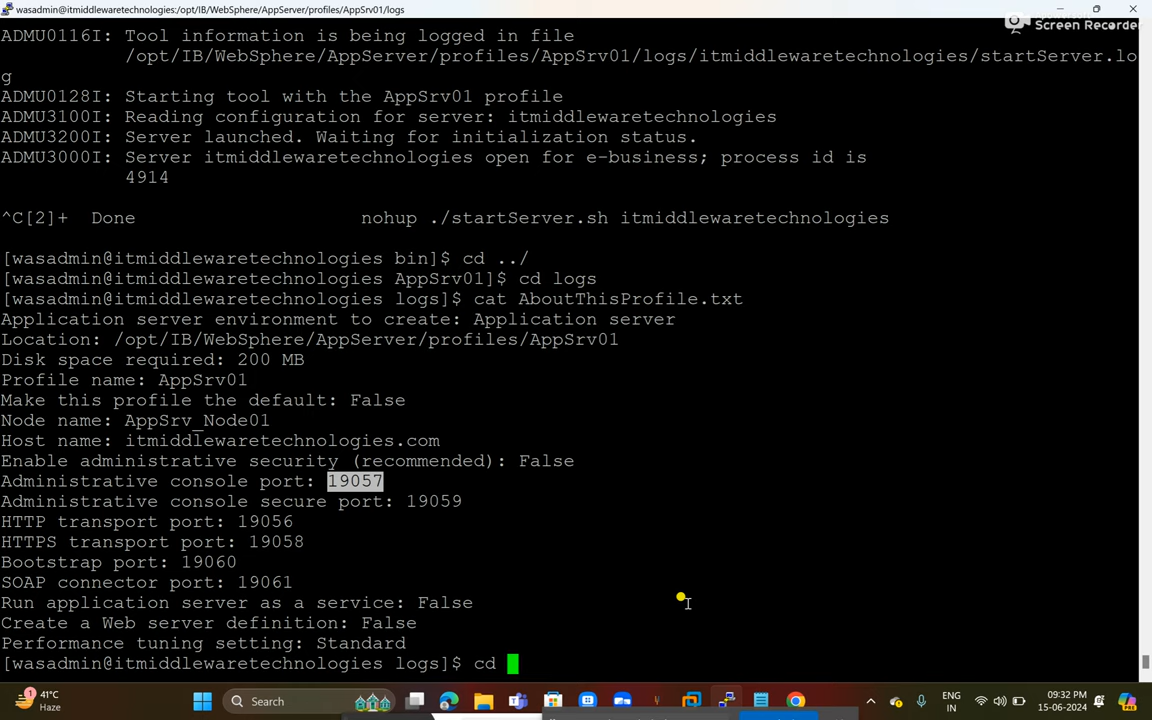 wasadmin@itmiddlewaretechnologies:/opt/IB/WebSphere/AppServer/profiles/AppSrv01/logs
Screen Recorder
ADMU0116I: Tool information is being logged in file
/opt/IB/WebSphere/AppServer/profiles/AppSrv01/logs/itmiddlewaretechnologies/startServer.lo
g
ADMU0128I: Starting tool with the AppSrv01 profile
ADMU3100I: Reading configuration for server: itmiddlewaretechnologies
ADMU3200I: Server launched. Waiting for initialization status.
ADMU3000I: Server itmiddlewaretechnologies open for e-business; process id is
4914
^C[2]+  Done                    nohup ./startServer.sh itmiddlewaretechnologies
[wasadmin@itmiddlewaretechnologies bin]$ cd ../
[wasadmin@itmiddlewaretechnologies AppSrv01]$ cd logs
[wasadmin@itmiddlewaretechnologies logs]$ cat AboutThisProfile.txt
Application server environment to create: Application server
Location: /opt/IB/WebSphere/AppServer/profiles/AppSrv01
Disk space required: 200 MB
Profile name: AppSrv01
Make this profile the default: False
Node name: AppSrv_Node01
Host name: itmiddlewaretechnologies.com
Enable administrative security (recommended): False
Administrative console port: 19057
Administrative console secure port: 19059
HTTP transport port: 19056
HTTPS transport port: 19058
Bootstrap port: 19060
SOAP connector port: 19061
Run application server as a service: False
Create a Web server definition: False
Performance tuning setting: Standard
[wasadmin@itmiddlewaretechnologies logs]$ cd
1
41°C
Haze
Search
ENG
IN
09:32 PM
15-06-2024